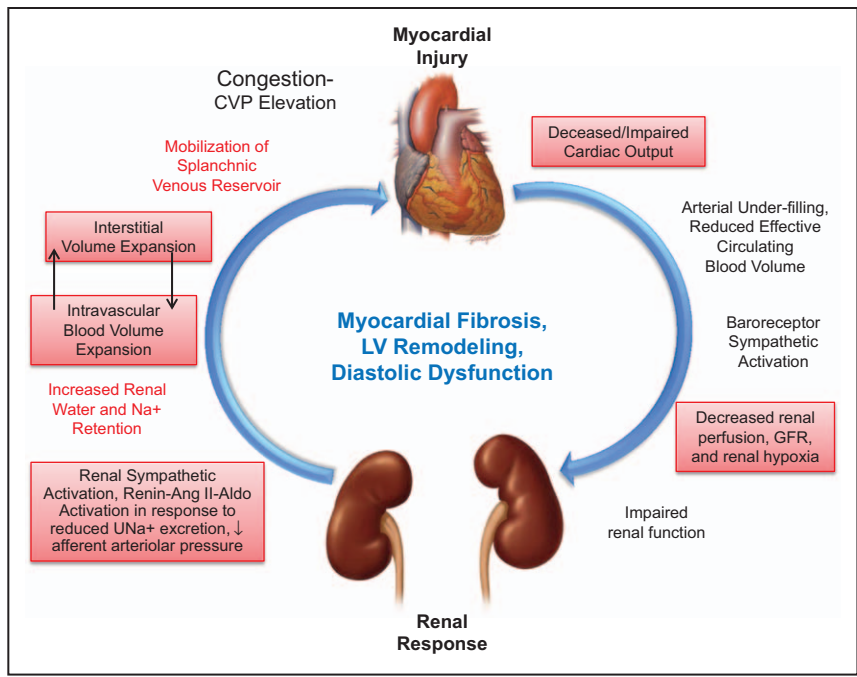 Myocardial
Injury
Congestion-
CVP Elevation
Mobilization of
Splanchnic
Venous Reservoir
Interstitial
Volume Expansion
Intravascular
Blood Volume
Expansion
Increased Renal
Water and Na+
Retention
Renal Sympathetic
Activation, Renin-Ang II-Aldo
Activation in response to
reduced UNa+ excretion, ↓
afferent arteriolar pressure
Deceased/Impaired
Cardiac Output
Arterial Under-filling,
Reduced Effective
Circulating
Blood Volume
Baroreceptor
Sympathetic
Activation
Decreased renal
perfusion, GFR,
and renal hypoxia
Impaired
renal function
Myocardial Fibrosis,
LV Remodeling,
Diastolic Dysfunction
Renal
Response